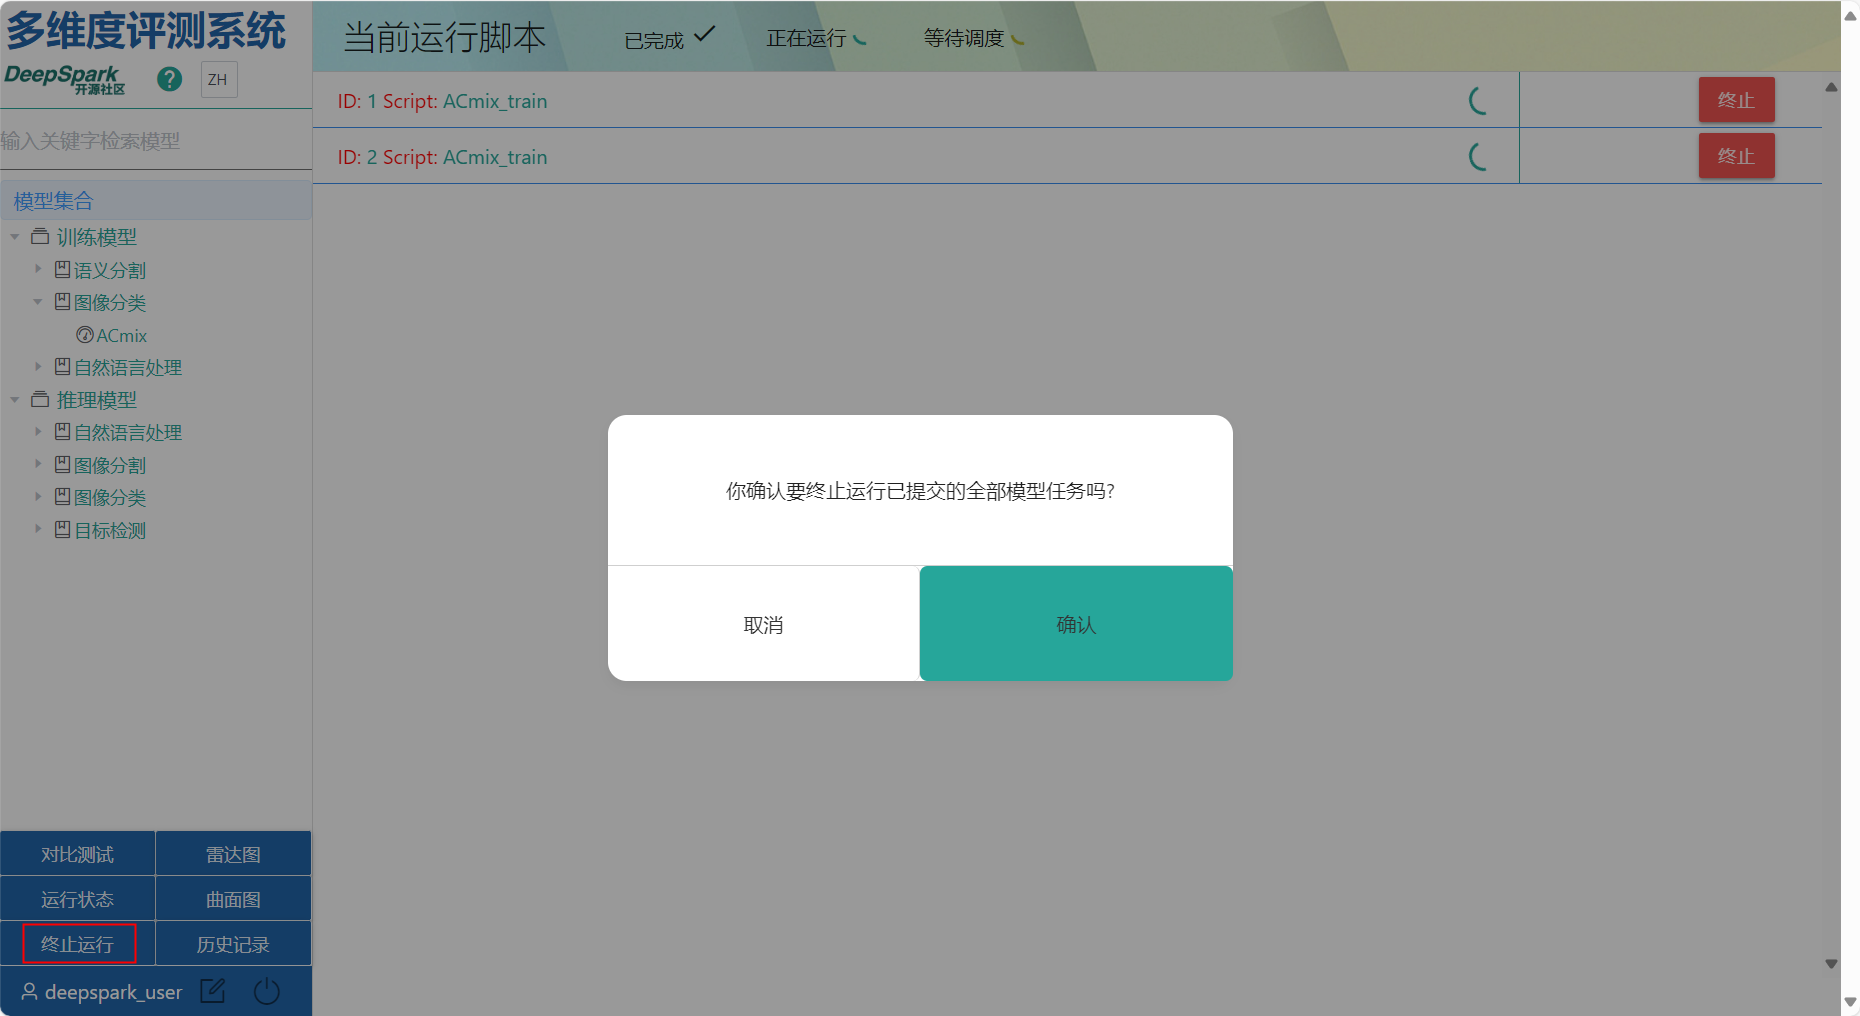 多维度评测系统
DeepSpark
开源社区
?
ZH
输入关键字检索模型
模型集合
训练模型
语义分割
图像分类
ACmix
自然语言处理
推理模型
自然语言处理
图像分割
图像分类
目标检测
对比测试 雷达图
运行状态 曲面图
终止运行 历史记录
deepspark_user
当前运行脚本 已完成 正在运行 等待调度
ID: 1 Script: ACmix_train 终止
ID: 2 Script: ACmix_train 终止
你确认要终止运行已提交的全部模型任务吗?
取消 确认